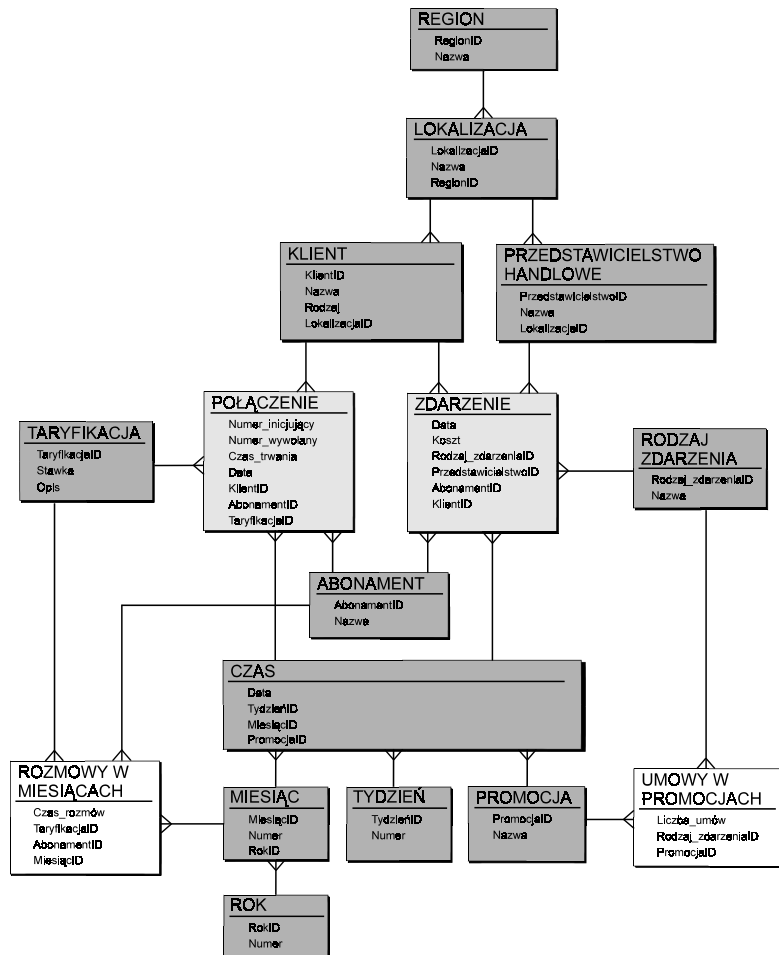 REGION
RegionID
Nazwa
LOKALIZACJA
LokalizacjaID
Nazwa
RegionID
KLIENT
KlientID
Nazwa
Rodzaj
LokalizacjaID
PRZEDSTAWICIELSTWO
HANDLOWE
PrzedstawicielstwoID
Nazwa
LokalizacjaID
TARYFIKACJA
TaryfikacjaID
Stawka
Opis
POŁĄCZENIE
Numer_inicjujący
Numer_wywołany
Czas_trwania
Data
KlientID
AbonamentID
TaryfikacjaID
ZDARZENIE
Data
Koszt
Rodzaj_zdarzeniaID
PrzedstawicielstwoID
AbonamentID
KlientID
RODZAJ
ZDARZENIA
Rodzaj_zdarzeniaID
Nazwa
ABONAMENT
AbonamentID
Nazwa
CZAS
Data
TydzieńID
MiesiącID
PromocjaID
ROZMOWY W
MIESIĄCACH
Czas_rozmów
TaryfikacjaID
AbonamentID
MiesiącID
MIESIĄC
MiesiącID
Numer
RokID
TYDZIEŃ
TydzieńID
Numer
PROMOCJA
PromocjaID
Nazwa
UMOWY W
PROMOCJACH
Liczba_umów
Rodzaj_zdarzeniaID
PromocjaID
ROK
RokID
Numer